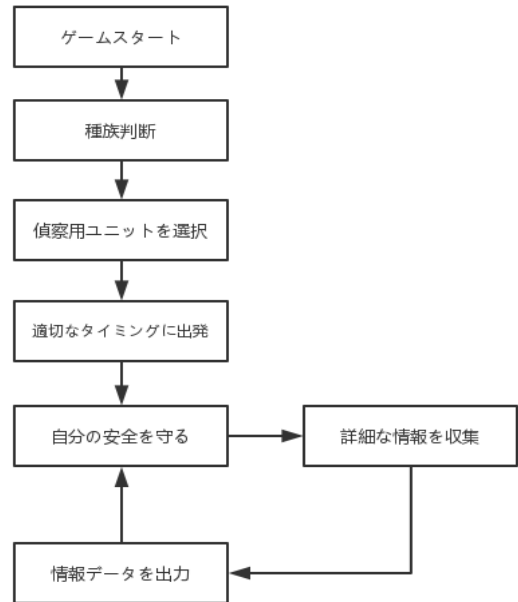 ゲームスタート
種族判断
偵察用ユニットを選択
適切なタイミングに出発
自分の安全を守る
詳細な情報を収集
情報データを出力